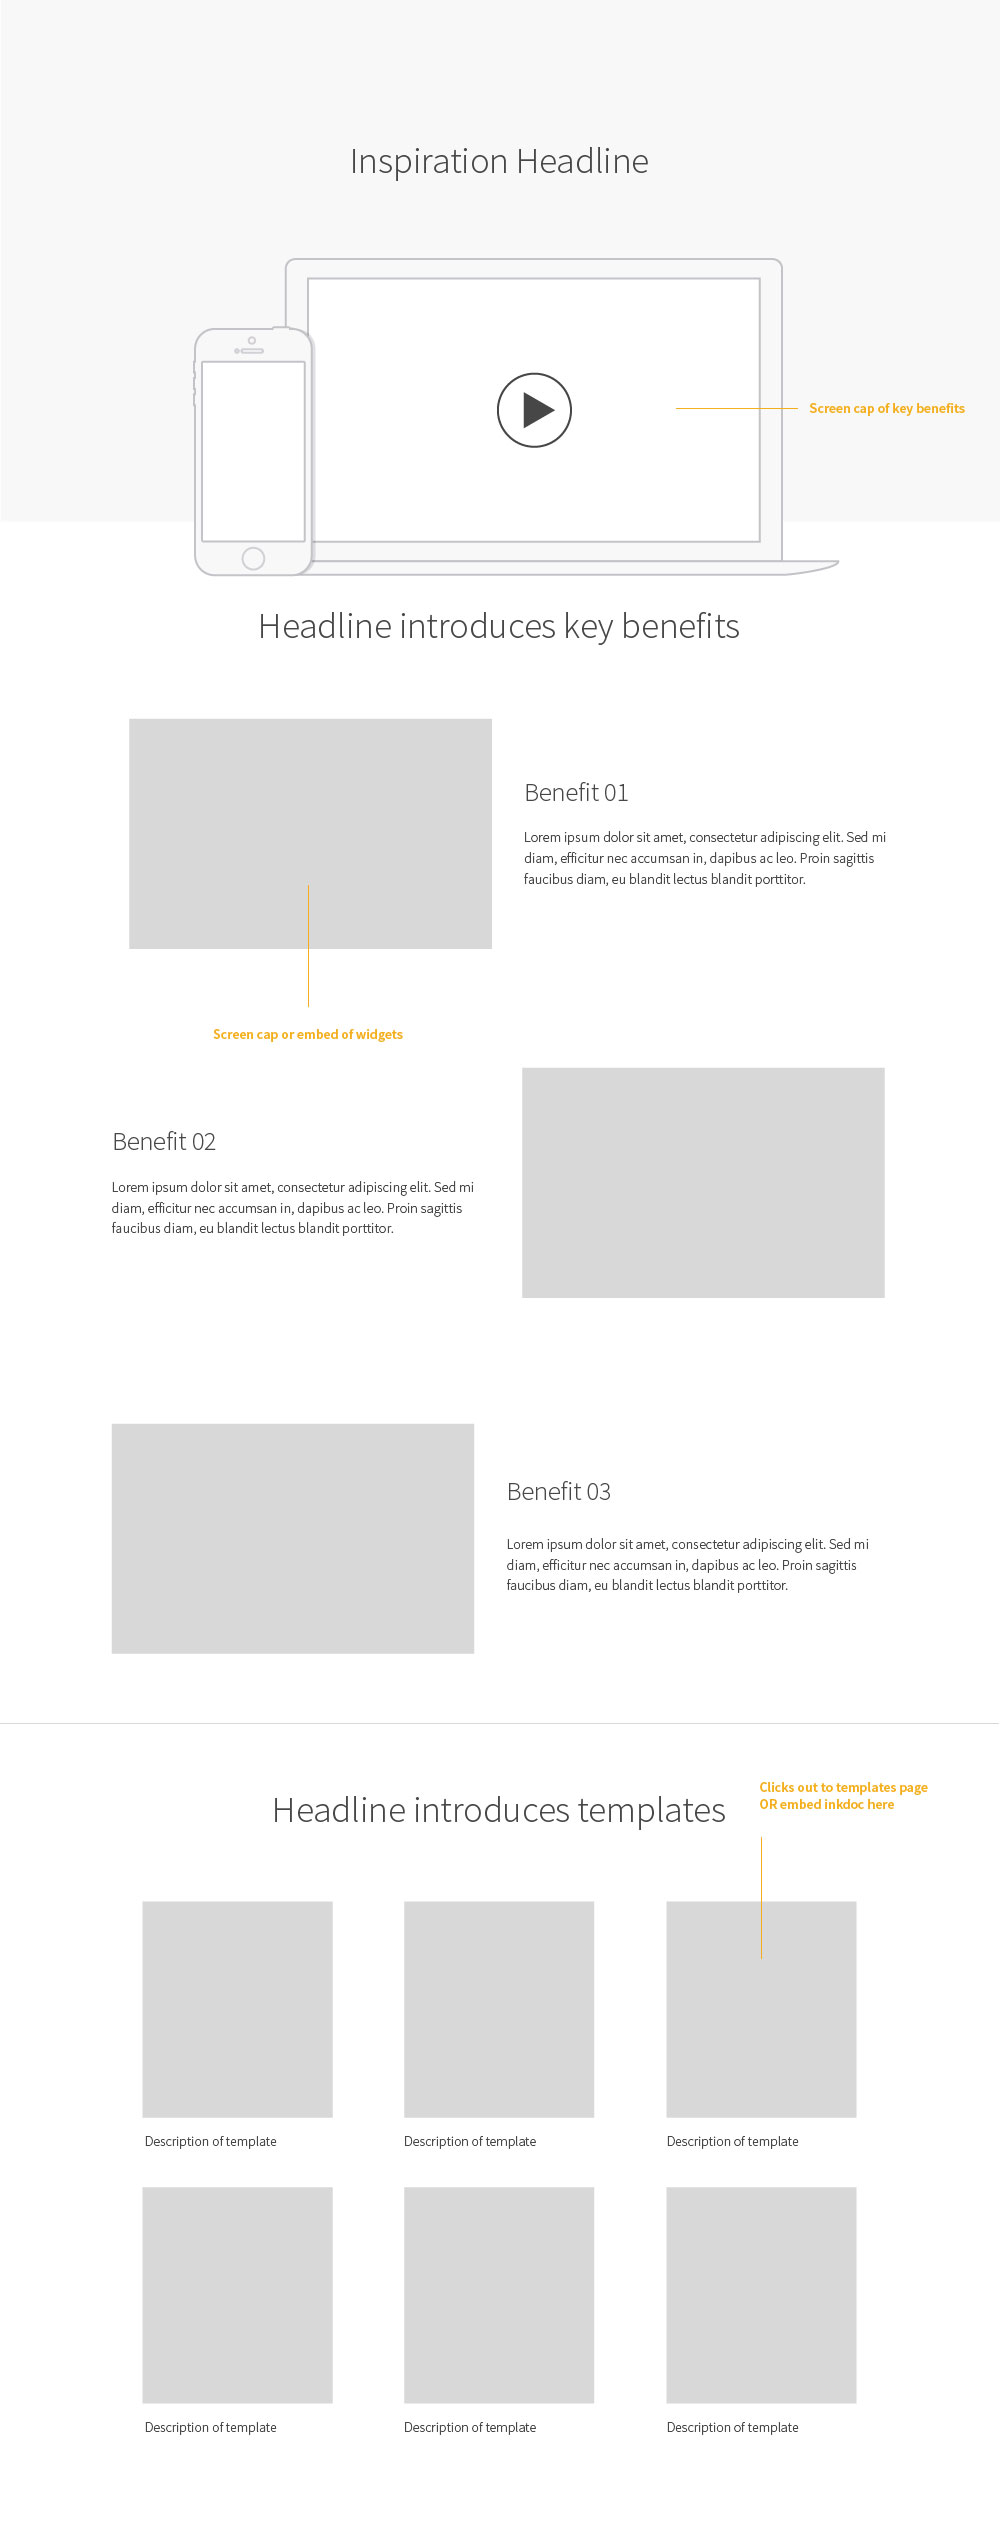 Inspiration Headline
Screen cap of key benefits
Headline introduces key benefits
Benefit 01
Lorem ipsum dolor sit amet, consectetur adipiscing elit. Sed mi
diam, efficitur nec accumsan in, dapibus ac leo. Proin sagittis
faucibus diam, eu blandit lectus blandit porttitor.
Screen cap or embed of widgets
Benefit 02
Lorem ipsum dolor sit amet, consectetur adipiscing elit. Sed mi
diam, efficitur nec accumsan in, dapibus ac leo. Proin sagittis
faucibus diam, eu blandit lectus blandit porttitor.
Benefit 03
Lorem ipsum dolor sit amet, consectetur adipiscing elit. Sed mi
diam, efficitur nec accumsan in, dapibus ac leo. Proin sagittis
faucibus diam, eu blandit lectus blandit porttitor.
Headline introduces templates
Clicks out to templates page
OR embed inkdoc here
Description of template
Description of template
Description of template
Description of template
Description of template
Description of template